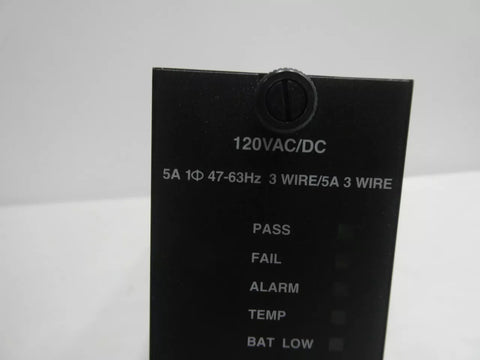 120VAC/DC
5A 1Φ 47-63Hz 3 WIRE/5A 3 WIRE
PASS
FAIL
ALARM
TEMP
BAT LOW